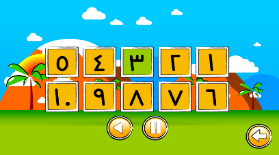 ١ ٢ ٣ ٤ ٥
٦ ٧ ٨ ٩ ١٠